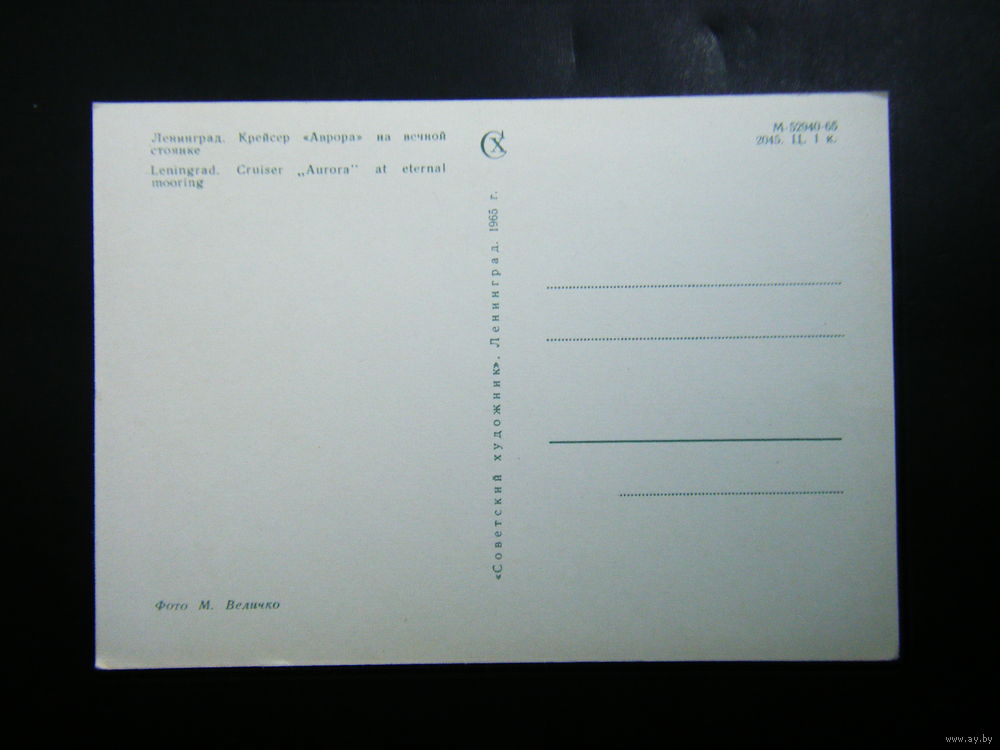 Ленинград. Крейсер «Аврора» на вечной
стоянке
Leningrad. Cruiser „Aurora" at eternal
mooring
Фото М. Величко
«Советский художник». Ленинград. 1965 г.
М-52940-65
2045. Ц. 1 к.
www.ay.by